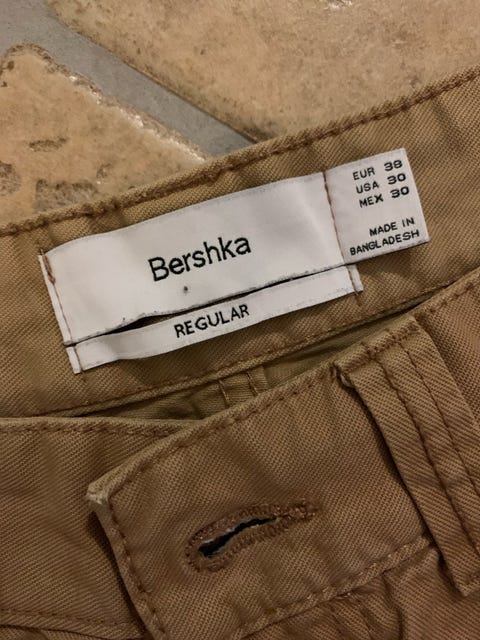 Bershka
REGULAR
EUR 38
USA 30
MEX 30
MADE IN
BANGLADESH